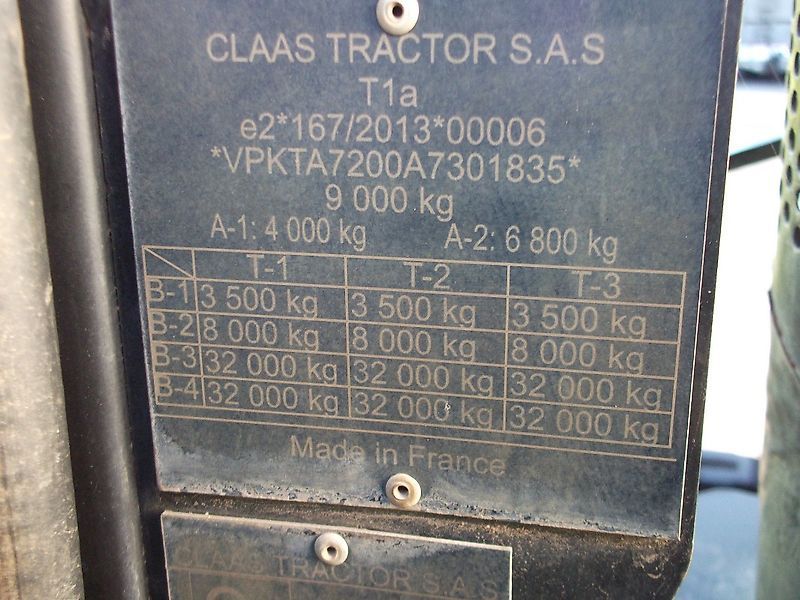 CLAAS TRACTOR S.A.S
T1a
e2*167/2013*00006
*VPKTA7200A7301835*
9 000 kg
A-1: 4 000 kg A-2: 6 800 kg
T-1 T-2 T-3
B-1 3 500 kg 3 500 kg 3 500 kg
B-2 8 000 kg 8 000 kg 8 000 kg
B-3 32 000 kg 32 000 kg 32 000 kg
B-4 32 000 kg 32 000 kg 32 000 kg
Made in France
CLAAS TRACTOR S.A.S